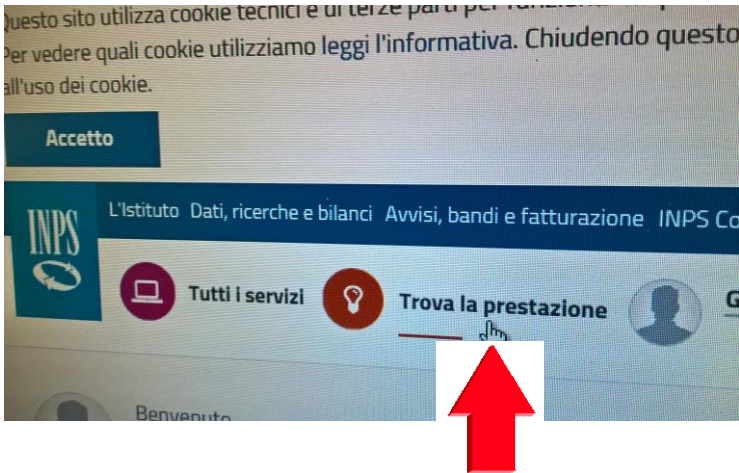 Questo sito utilizza cookie tecnici e di terze parti per
Per vedere quali cookie utilizziamo leggi l'informativa. Chiudendo questo
all'uso dei cookie.
Accetto
INPS
L'Istituto Dati, ricerche e bilanci Avvisi, bandi e fatturazione INPS Co
Tutti i servizi
Trova la prestazione
G
Benvenuto